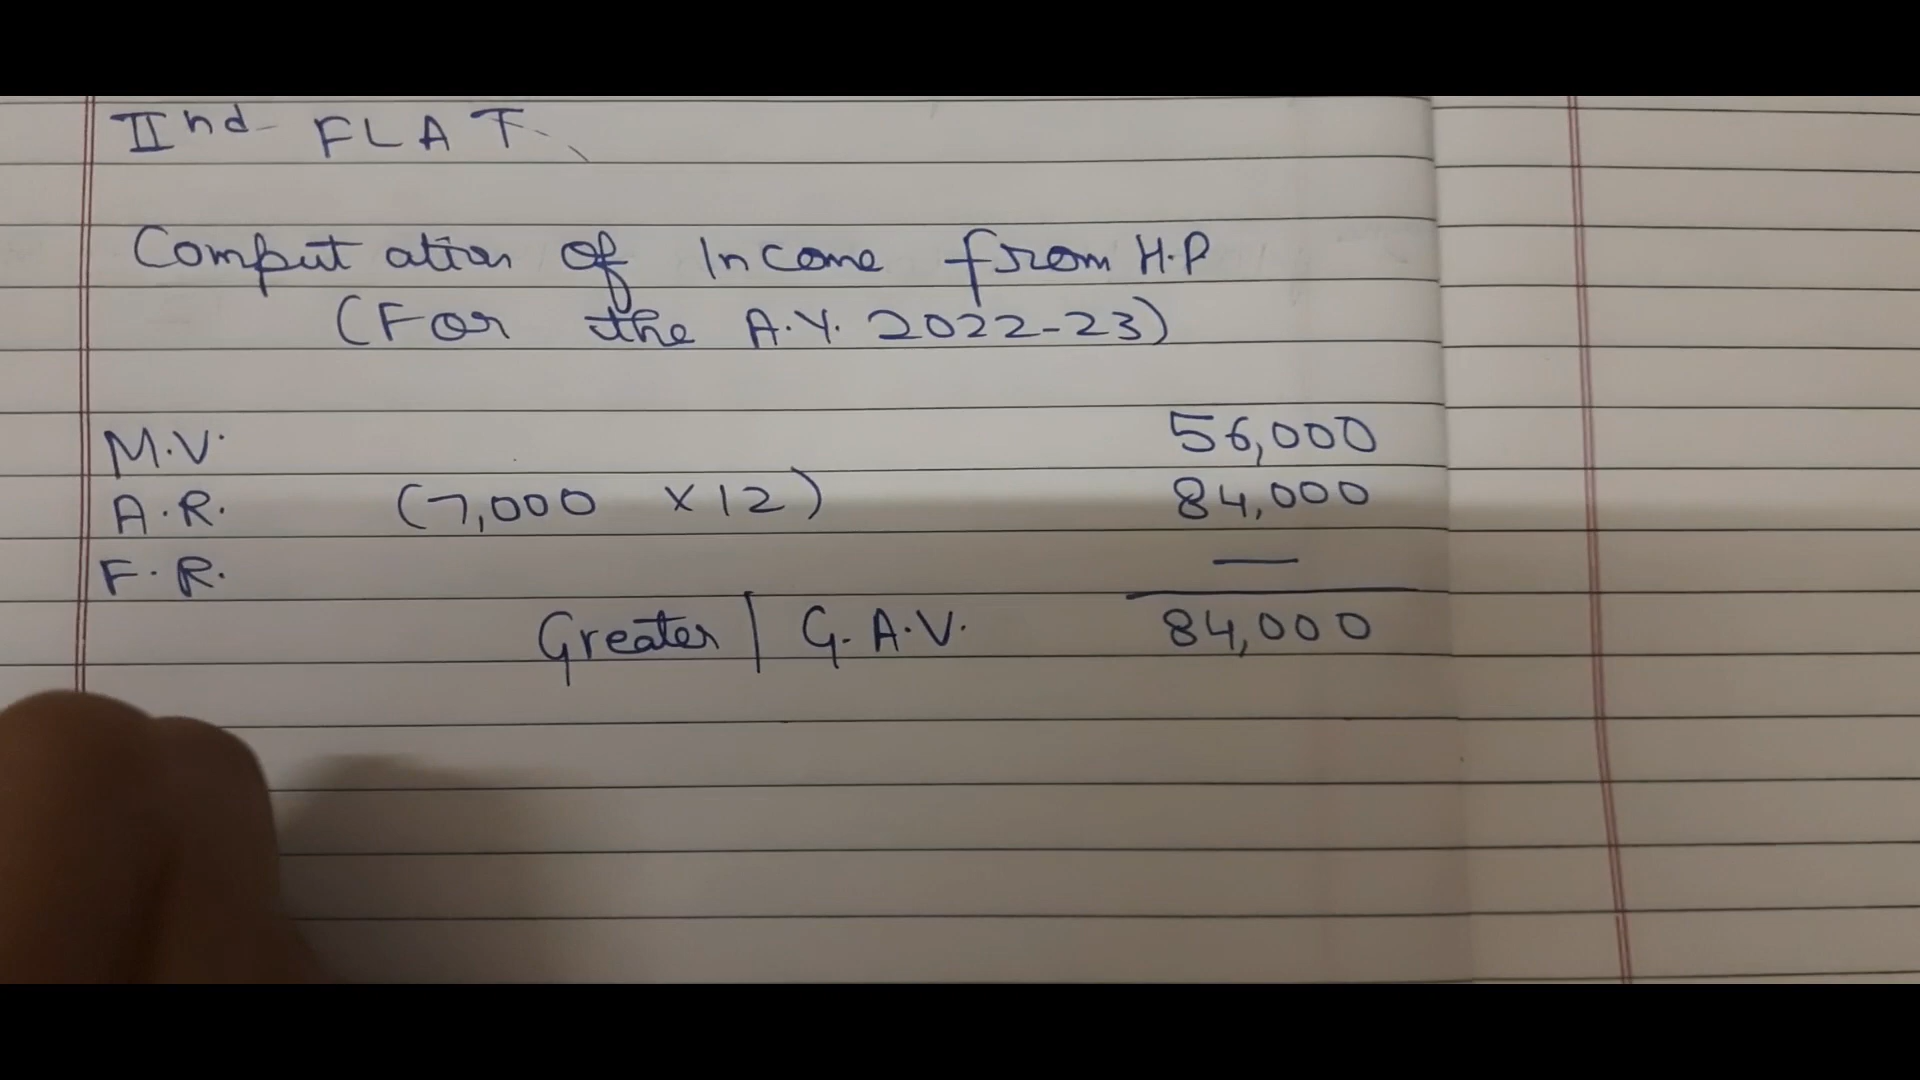 IInd FLAT
Computation of Income from H.P
(For the A.Y. 2022-23)
M.V. 56,000
A.R. (7,000 × 12) 84,000
F.R. —
Greater | G.A.V. 84,000